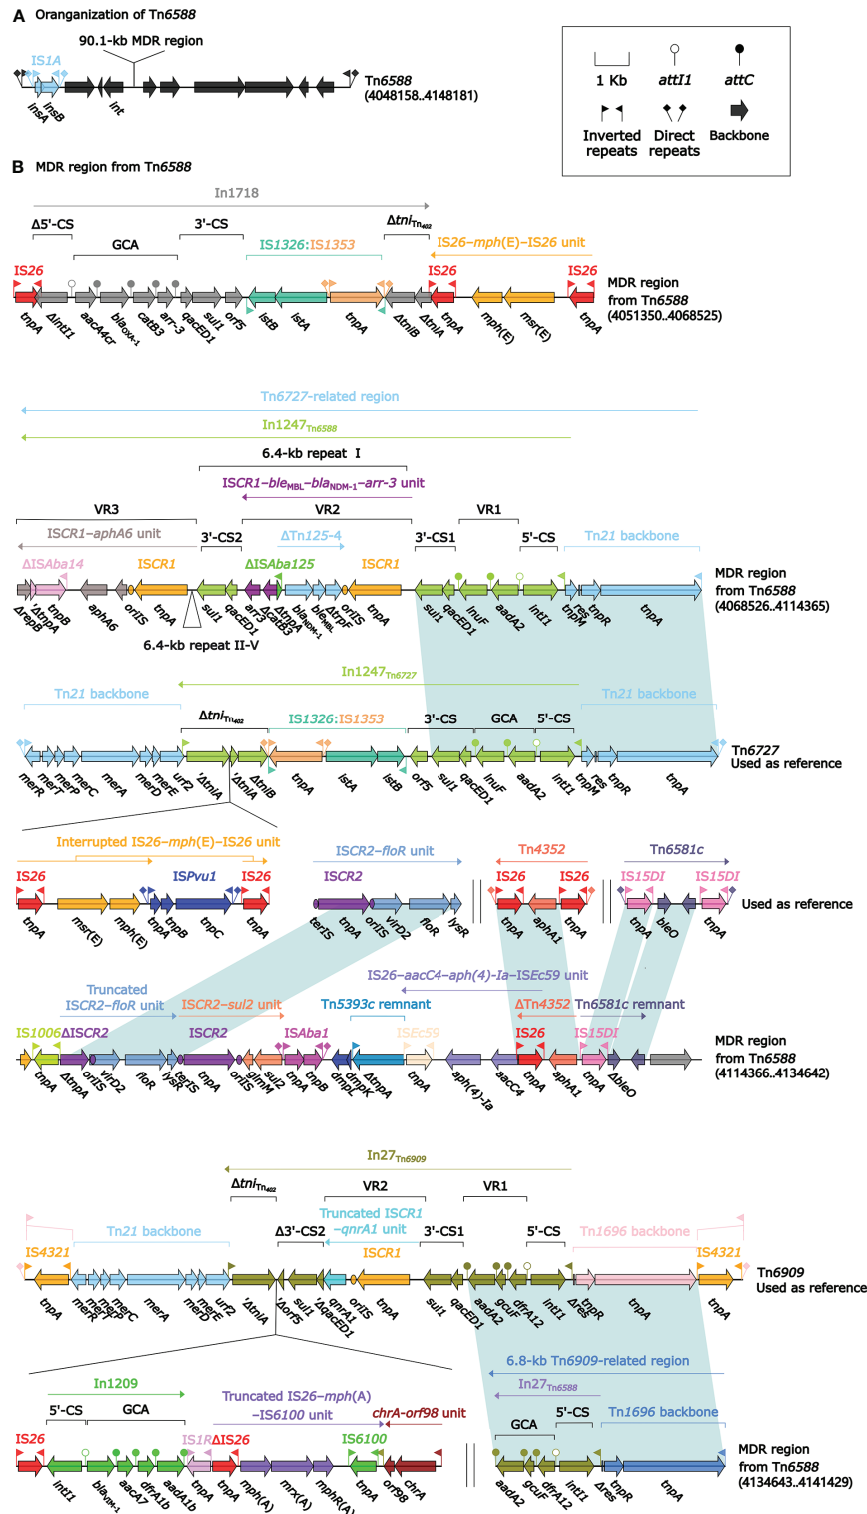 A Oranganization of Tn6588
90.1-kb MDR region
IS1A
insA
insB
int
Tn6588
(4048158..4148181)
1 Kb
attI1
attC
Inverted repeats
Direct repeats
Backbone
B MDR region from Tn6588
In1718
Δ5'-CS
GCA
3'-CS
IS1326:IS1353
ΔtniTn402
IS26–mph(E)–IS26 unit
IS26
IS26
IS26
tnpA
ΔintI1
aacA4cr
blaOXA-1
catB3
arr-3
qacED1
sul1
orf5
istB
istA
tnpA
ΔtniB
ΔtniA
tnpA
mph(E)
msr(E)
tnpA
MDR region
from Tn6588
(4051350..4068525)
Tn6727-related region
In1247Tn6588
6.4-kb repeat I
ISCR1–bleMBL–blaNDM-1–arr-3 unit
VR3
VR2
VR1
ISCR1–aphA6 unit
3'-CS2
ΔTn125-4
3'-CS1
5'-CS
Tn21 backbone
ΔISAba14
ISCR1
ΔISAba125
ISCR1
ΔrepB
'ΔtnpA
tnpB
aphA6
oriIS
tnpA
sul1
qacED1
arr3
ΔcatB3
ΔtnpA
blaNDM-1
bleMBL
ΔtrpF
oriIS
tnpA
sul1
qacED1
lnuF
aadA2
intI1
tnpM
res
tnpR
tnpA
6.4-kb repeat II-V
MDR region
from Tn6588
(4068526..4114365)
In1247Tn6727
Tn21 backbone
ΔtniTn402
IS1326:IS1353
3'-CS
GCA
5'-CS
Tn21 backbone
merR
merT
merP
merC
merA
merD
merE
urf2
'ΔtniA
'ΔtniA
ΔtniB
tnpA
istA
istB
orf5
sul1
qacED1
lnuF
aadA2
intI1
tnpM
res
tnpR
tnpA
Tn6727
Used as reference
Interrupted IS26–mph(E)–IS26 unit
ISCR2–floR unit
Tn4352
Tn6581c
IS26
ISPvu1
IS26
ISCR2
IS26
IS26
IS15DI
IS15DI
tnpA
msr(E)
mph(E)
tnpA
tnpB
tnpC
tnpA
terIS
tnpA
oriIS
virD2
floR
lysR
tnpA
aphA1
tnpA
tnpA
bleO
tnpA
Used as reference
IS26–aacC4–aph(4)-Ia–ISEc59 unit
Truncated
ISCR2–floR unit
ISCR2–sul2 unit
Tn5393c remnant
ΔTn4352
Tn6581c remnant
IS1006
ΔISCR2
ISCR2
ISAba1
ISEc59
IS26
IS15DI
tnpA
ΔtnpA
oriIS
virD2
floR
lysR
terIS
tnpA
oriIS
glmM
sul2
tnpA
tnpB
dmpL
dmpK
ΔtnpA
tnpA
aph(4)-Ia
aacC4
tnpA
aphA1
tnpA
ΔbleO
MDR region
from Tn6588
(4114366..4134642)
In27Tn6909
ΔtniTn402
VR2
VR1
Truncated ISCR1
–qnrA1 unit
Tn21 backbone
Δ3'-CS2
3'-CS1
5'-CS
Tn1696 backbone
IS4321
ISCR1
IS4321
tnpA
merR
merT
merP
merC
merA
merD
merE
urf2
'ΔtniA
'Δorf5
sul1
'ΔqacED1
qnrA1
oriIS
tnpA
sul1
qacED1
aadA2
gcuF
dfrA12
intI1
Δres
tnpR
tnpA
tnpA
Tn6909
Used as reference
6.8-kb Tn6909-related region
In1209
Truncated IS26–mph(A)
–IS6100 unit
chrA-orf98 unit
In27Tn6588
5'-CS
GCA
GCA
5'-CS
Tn1696 backbone
IS26
IS1R
ΔIS26
IS6100
tnpA
intI1
blaVIM-1
aacA7
dfrA1b
aadA1b
tnpA
tnpA
mph(A)
mrx(A)
mphR(A)
tnpA
orf98
chrA
aadA2
gcuF
dfrA12
intI1
Δres
tnpR
tnpA
MDR region
from Tn6588
(4134643..4141429)